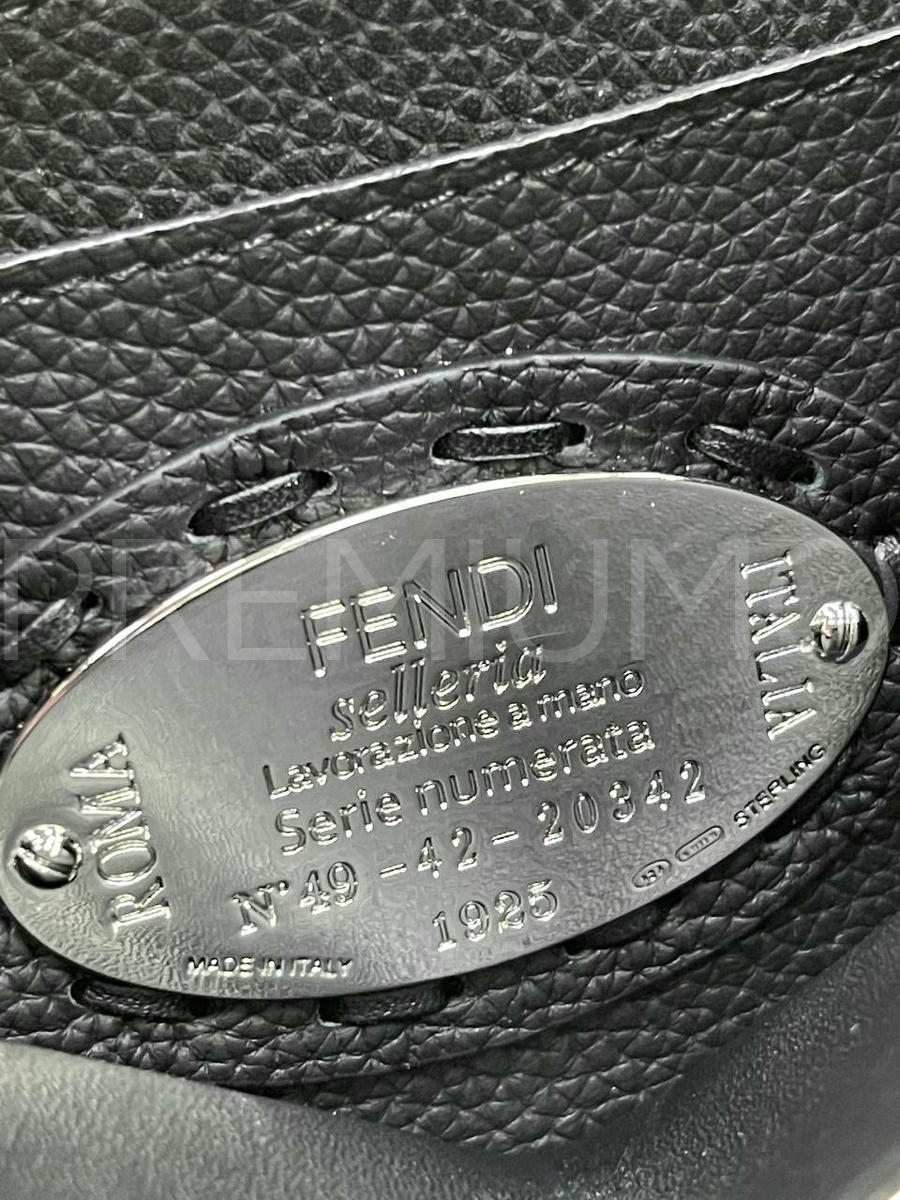 PREMIUM
FENDI
selleria
Lavorazione a mano
Serie numerata
N° 49 - 42 - 20342
1925
ROMA
ITALIA
MADE IN ITALY
STERLING